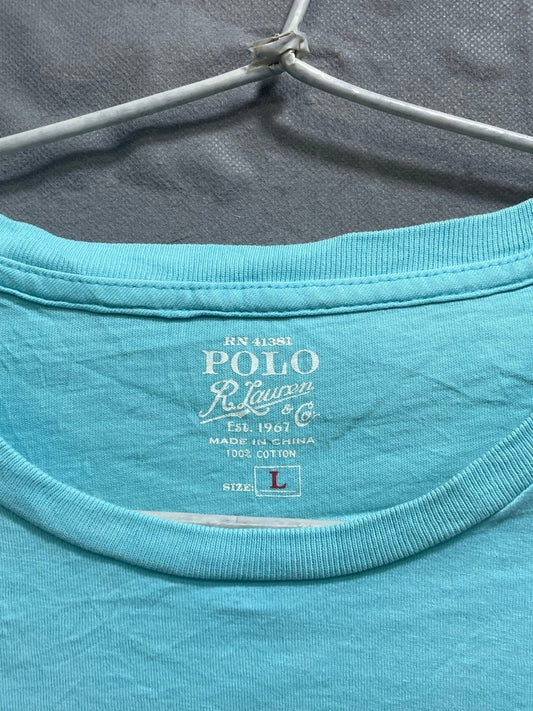 RN 41381
POLO
R. Lauren
& Co.
EST. 1967
MADE IN CHINA
100% COTTON
SIZE: L